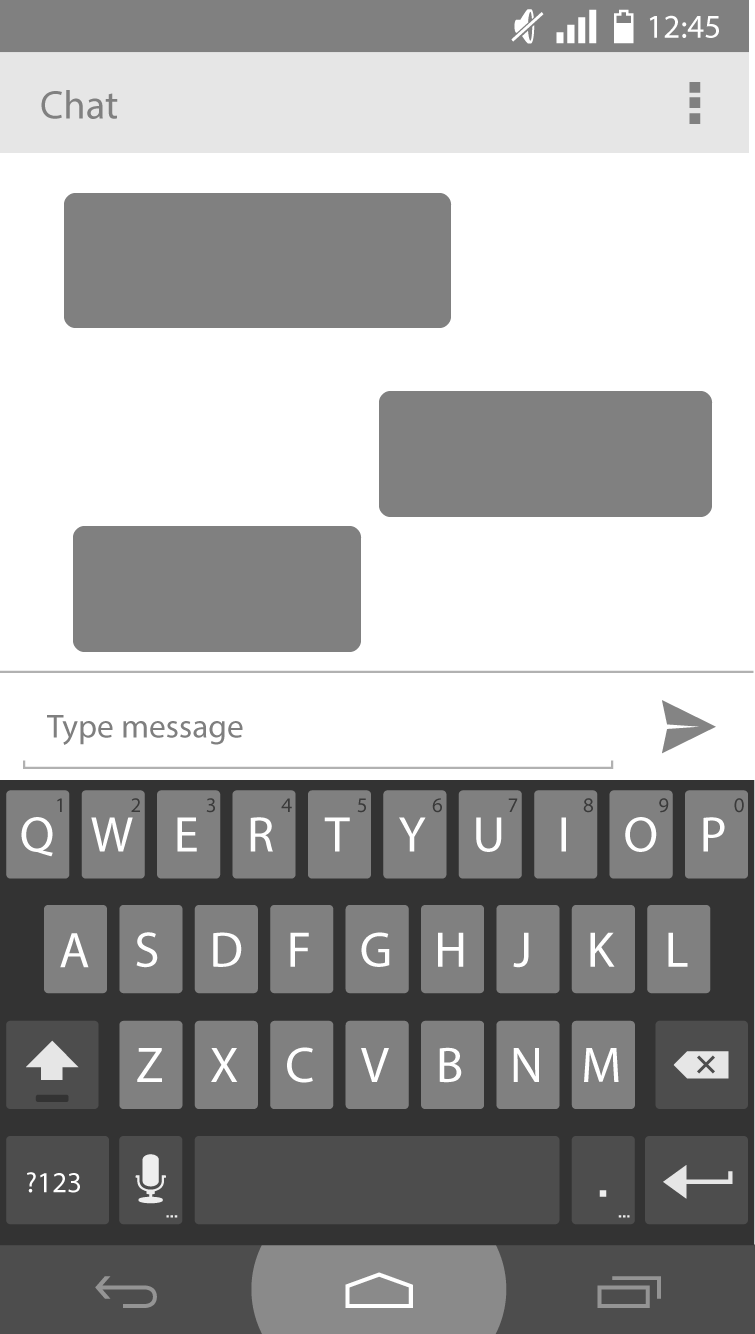 12:45
Chat
Type message
1 2 3 4 5 6 7 8 9 0
Q W E R T Y U I O P
A S D F G H J K L
Z X C V B N M
?123 ... . ...